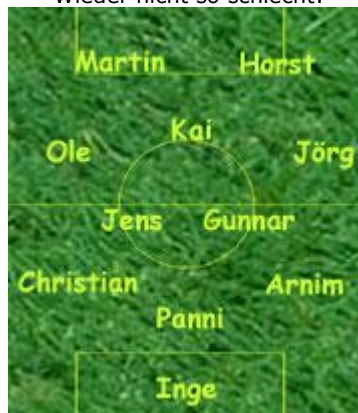 wieder nicht so schlecht!
Martin Horst
Kai
Ole Jörg
Jens Gunnar
Christian Arnim
Panni
Inge